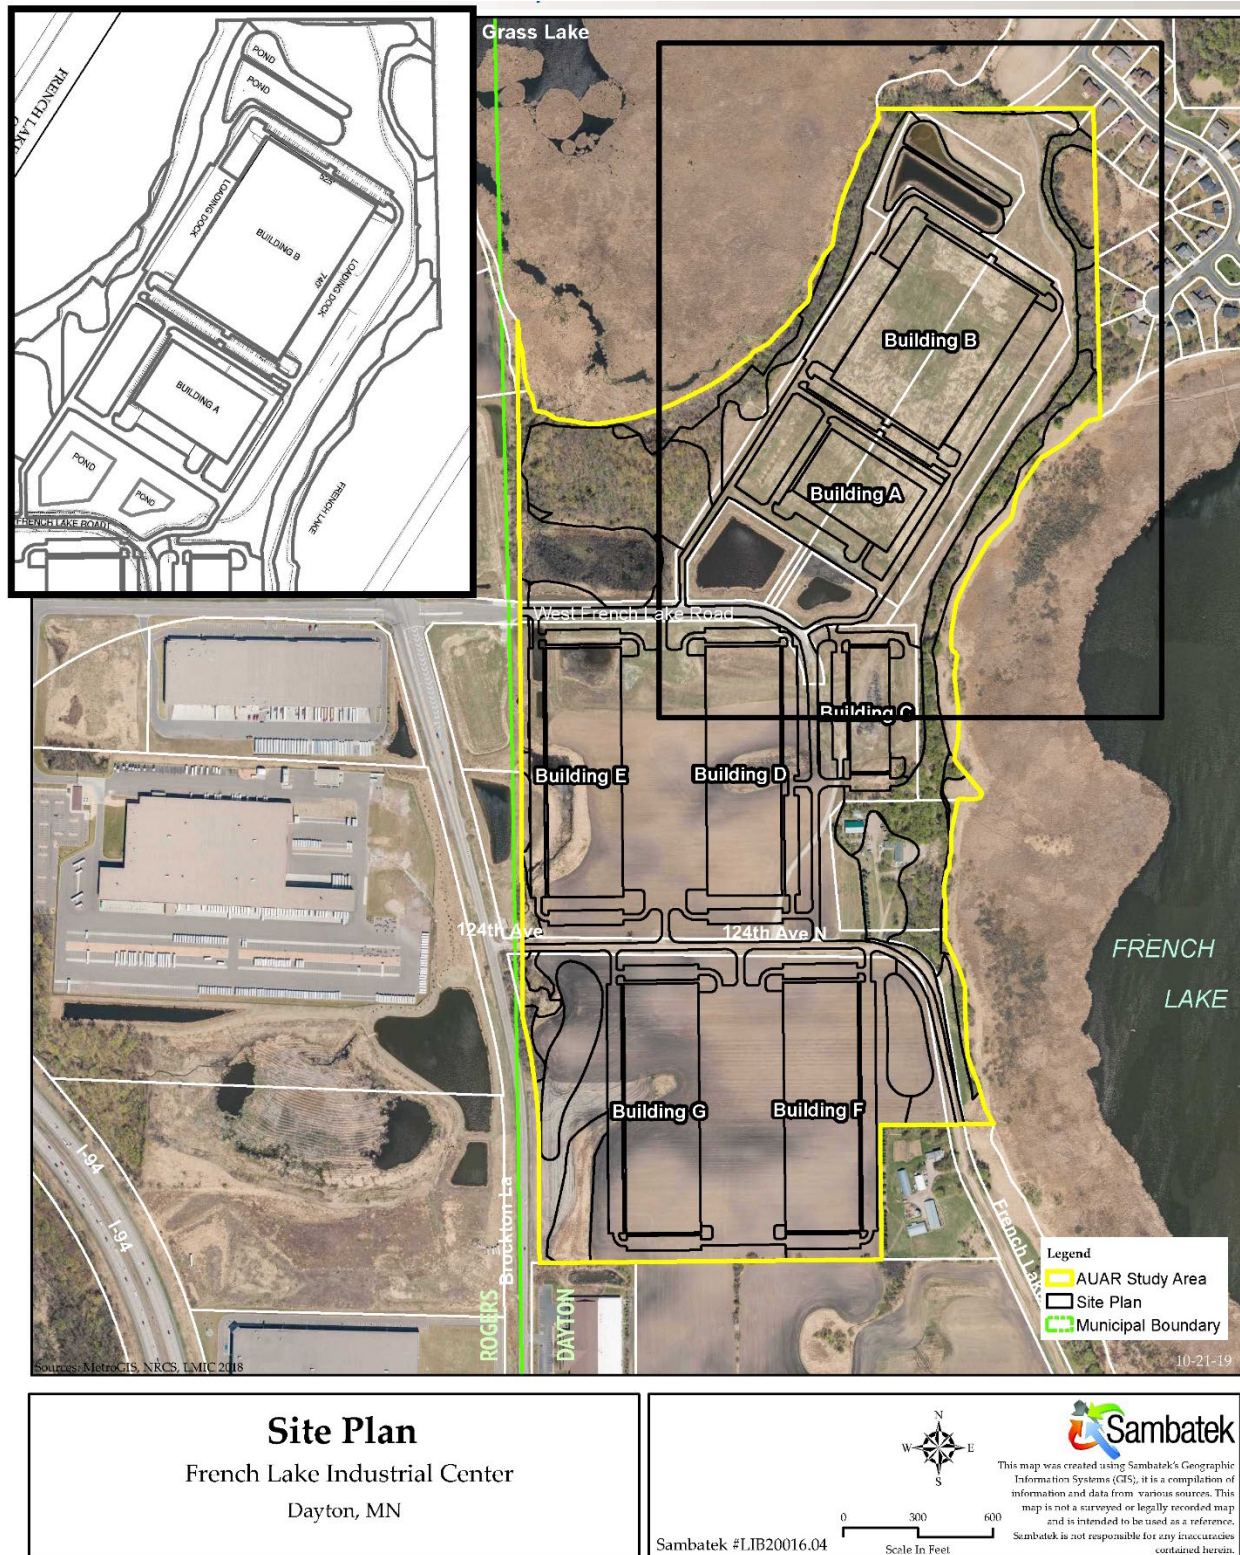 Grass Lake
FRENCH LAKE
POND
POND
LOADING DOCK
BUILDING B
LOADING DOCK
740'
BUILDING A
POND
POND
FRENCH LAKE ROAD
FRENCH LAKE
Building B
Building A
West French Lake Road
Building C
Building E
Building D
124th Ave
124th Ave N
FRENCH
LAKE
Building G
Building F
I-94
I-94
Brockton La
French Lake
ROGERS
DAYTON
Legend
AUAR Study Area
Site Plan
Municipal Boundary
Sources: MetroGIS, NRCS, LMIC 2018
10-21-19
Site Plan
French Lake Industrial Center
Dayton, MN
N
W E
S
0 300 600
Scale In Feet
Sambatek #LIB20016.04
Sambatek
This map was created using Sambatek's Geographic
Information Systems (GIS), it is a compilation of
information and data from various sources. This
map is not a surveyed or legally recorded map
and is intended to be used as a reference.
Sambatek is not responsible for any inaccuracies
contained herein.